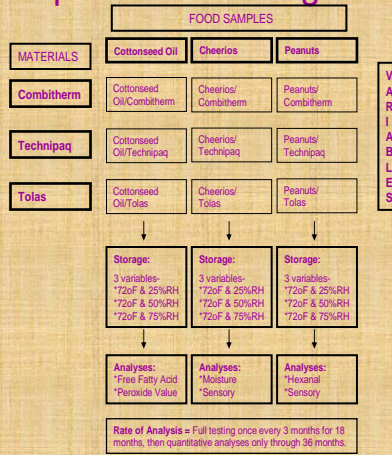 FOOD SAMPLES
MATERIALS
Cottonseed Oil
Cheerios
Peanuts
Combitherm
Cottonseed
Oil/Combitherm
Cheerios/
Combitherm
Peanuts/
Combitherm
Technipaq
Cottonseed
Oil/Technipaq
Cheerios/
Technipaq
Peanuts/
Technipaq
Tolas
Cottonseed
Oil/Tolas
Cheerios/
Tolas
Peanuts/
Tolas
V
A
R
I
A
B
L
E
S
Storage:
3 variables-
*72oF & 25%RH
*72oF & 50%RH
*72oF & 75%RH
Storage:
3 variables-
*72oF & 25%RH
*72oF & 50%RH
*72oF & 75%RH
Storage:
3 variables-
*72oF & 25%RH
*72oF & 50%RH
*72oF & 75%RH
Analyses:
*Free Fatty Acid
*Peroxide Value
Analyses:
*Moisture
*Sensory
Analyses:
*Hexanal
*Sensory
Rate of Analysis = Full testing once every 3 months for 18
months, then quantitative analyses only through 36 months.